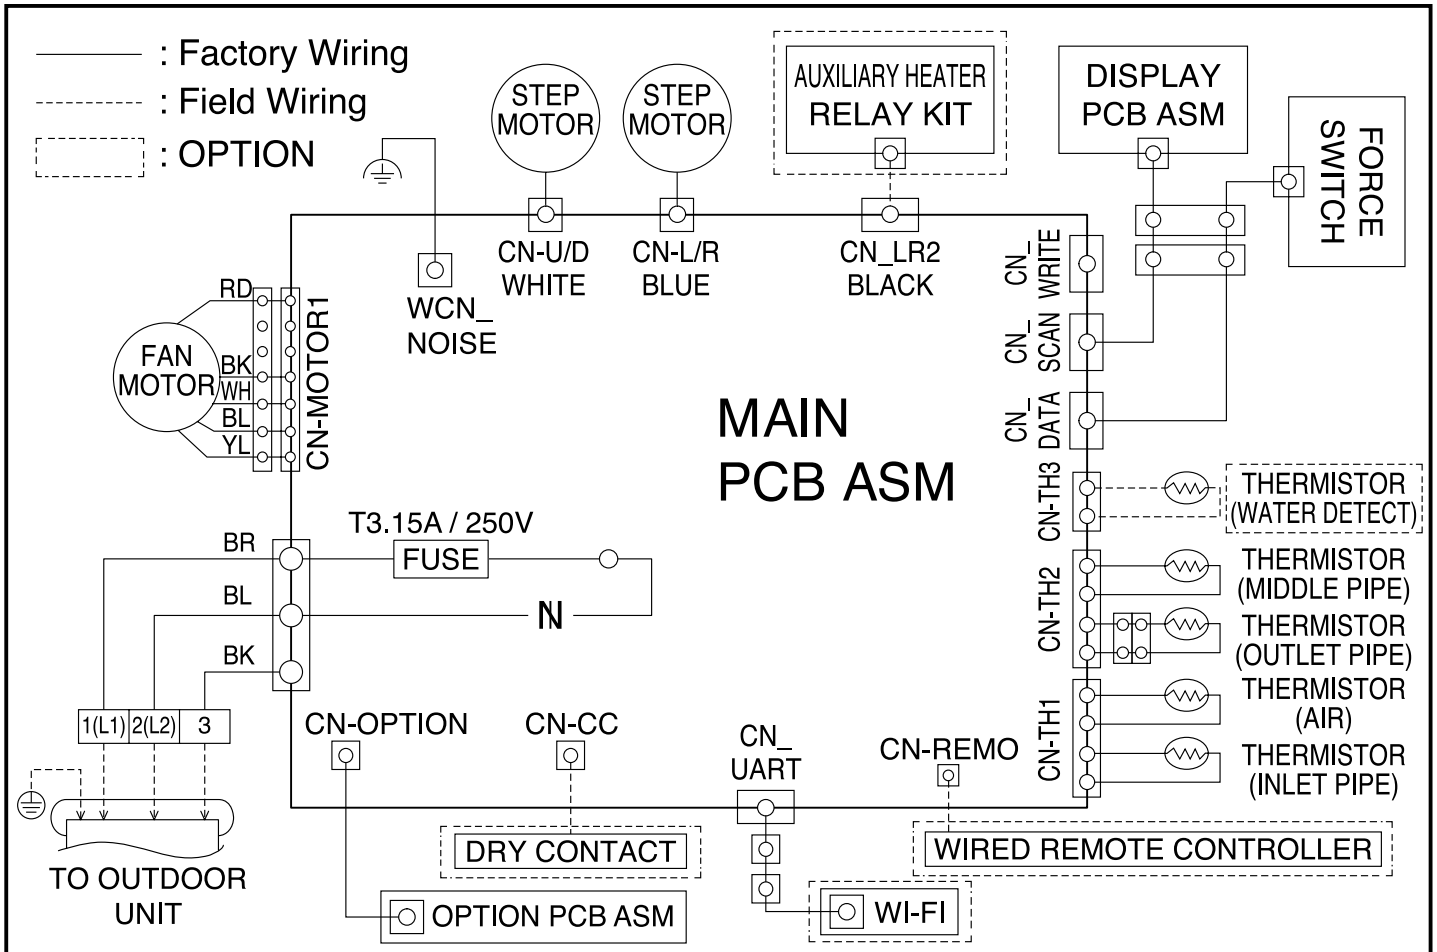 : Factory Wiring
: Field Wiring
: OPTION
STEP
MOTOR
STEP
MOTOR
AUXILIARY HEATER
RELAY KIT
DISPLAY
PCB ASM
FORCE
SWITCH
CN-U/D
WHITE
CN-L/R
BLUE
CN_LR2
BLACK
CN_
WRITE
WCN_
NOISE
CN_
SCAN
CN_
DATA
FAN
MOTOR
RD
BK
WH
BL
YL
CN-MOTOR1
MAIN
PCB ASM
CN-TH3
THERMISTOR
(WATER DETECT)
T3.15A / 250V
FUSE
N
BR
BL
BK
CN-TH2
THERMISTOR
(MIDDLE PIPE)
THERMISTOR
(OUTLET PIPE)
CN-TH1
THERMISTOR
(AIR)
THERMISTOR
(INLET PIPE)
1(L1) 2(L2) 3
TO OUTDOOR
UNIT
CN-OPTION
CN-CC
CN_
UART
CN-REMO
DRY CONTACT
WIRED REMOTE CONTROLLER
OPTION PCB ASM
WI-FI